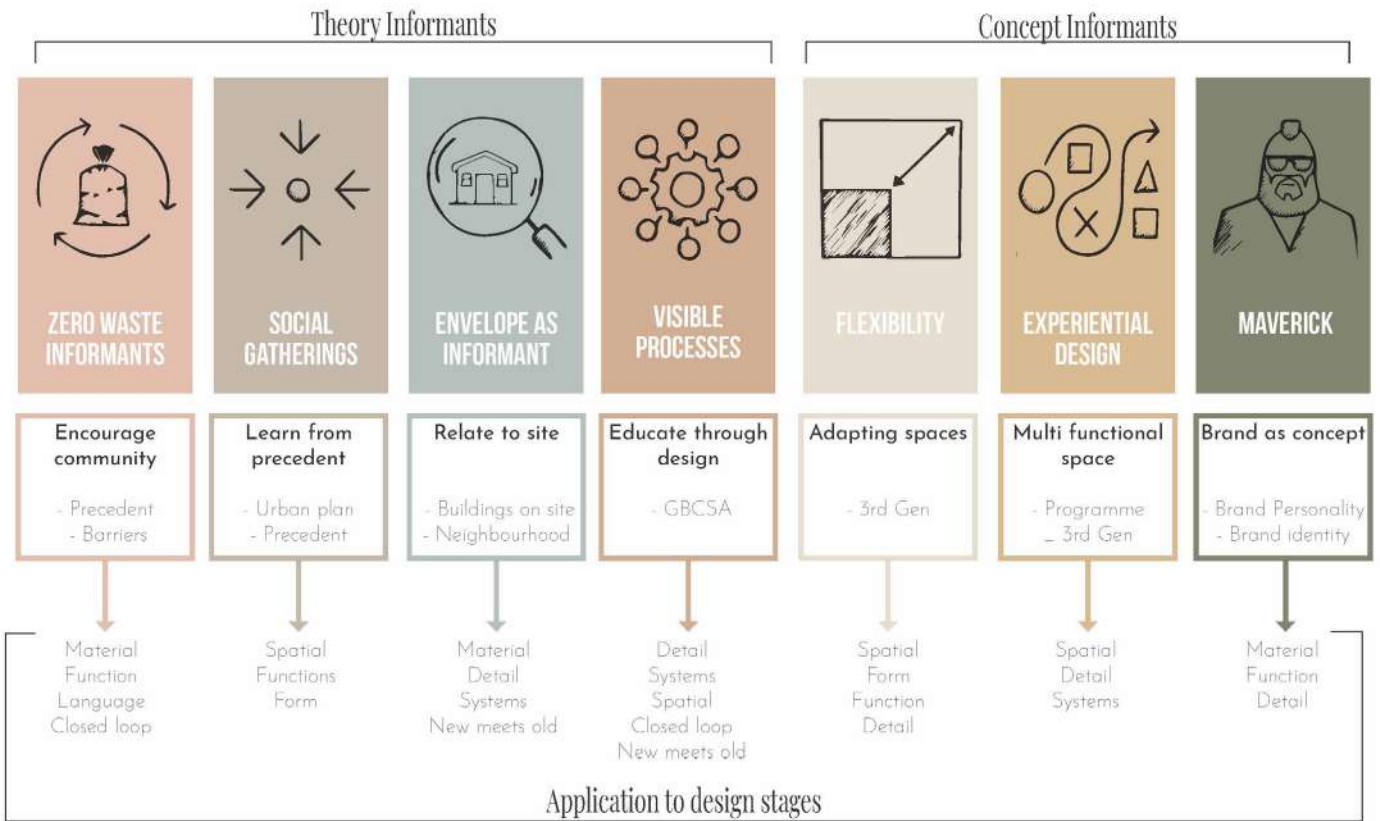 Theory Informants
Concept Informants
ZERO WASTE
INFORMANTS
SOCIAL
GATHERINGS
ENVELOPE AS
INFORMANT
VISIBLE
PROCESSES
FLEXIBILITY
EXPERIENTIAL
DESIGN
MAVERICK
Encourage
community
- Precedent
- Barriers
Learn from
precedent
- Urban plan
- Precedent
Relate to site
- Buildings on site
- Neighbourhood
Educate through
design
- GBCSA
Adapting spaces
- 3rd Gen
Multi functional
space
- Programme
_ 3rd Gen
Brand as concept
- Brand Personality
- Brand identity
Material
Function
Language
Closed loop
Spatial
Functions
Form
Material
Detail
Systems
New meets old
Detail
Systems
Spatial
Closed loop
New meets old
Spatial
Form
Function
Detail
Spatial
Detail
Systems
Material
Function
Detail
Application to design stages